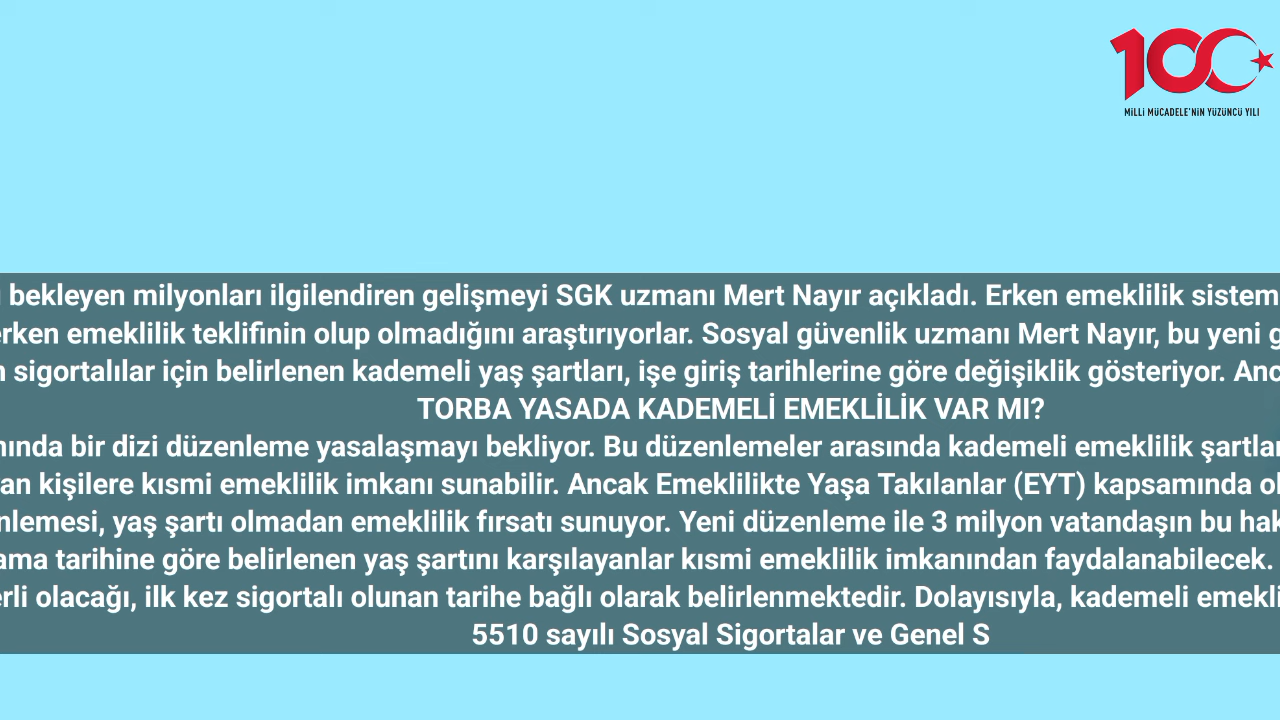 100
MİLLİ MÜCADELE'NİN YÜZÜNCÜ YILI
bekleyen milyonları ilgilendiren gelişmeyi SGK uzmanı Mert Nayır açıkladı. Erken emeklilik sistem
erken emeklilik teklifinin olup olmadığını araştırıyorlar. Sosyal güvenlik uzmanı Mert Nayır, bu yeni g
n sigortalılar için belirlenen kademeli yaş şartları, işe giriş tarihlerine göre değişiklik gösteriyor. Anc
TORBA YASADA KADEMELİ EMEKLİLİK VAR MI?
nında bir dizi düzenleme yasalaşmayı bekliyor. Bu düzenlemeler arasında kademeli emeklilik şartlar
an kişilere kısmi emeklilik imkanı sunabilir. Ancak Emeklilikte Yaşa Takılanlar (EYT) kapsamında ol
nlemesi, yaş şartı olmadan emeklilik fırsatı sunuyor. Yeni düzenleme ile 3 milyon vatandaşın bu hak
ama tarihine göre belirlenen yaş şartını karşılayanlar kısmi emeklilik imkanından faydalanabilecek.
erli olacağı, ilk kez sigortalı olunan tarihe bağlı olarak belirlenmektedir. Dolayısıyla, kademeli emekli
5510 sayılı Sosyal Sigortalar ve Genel S